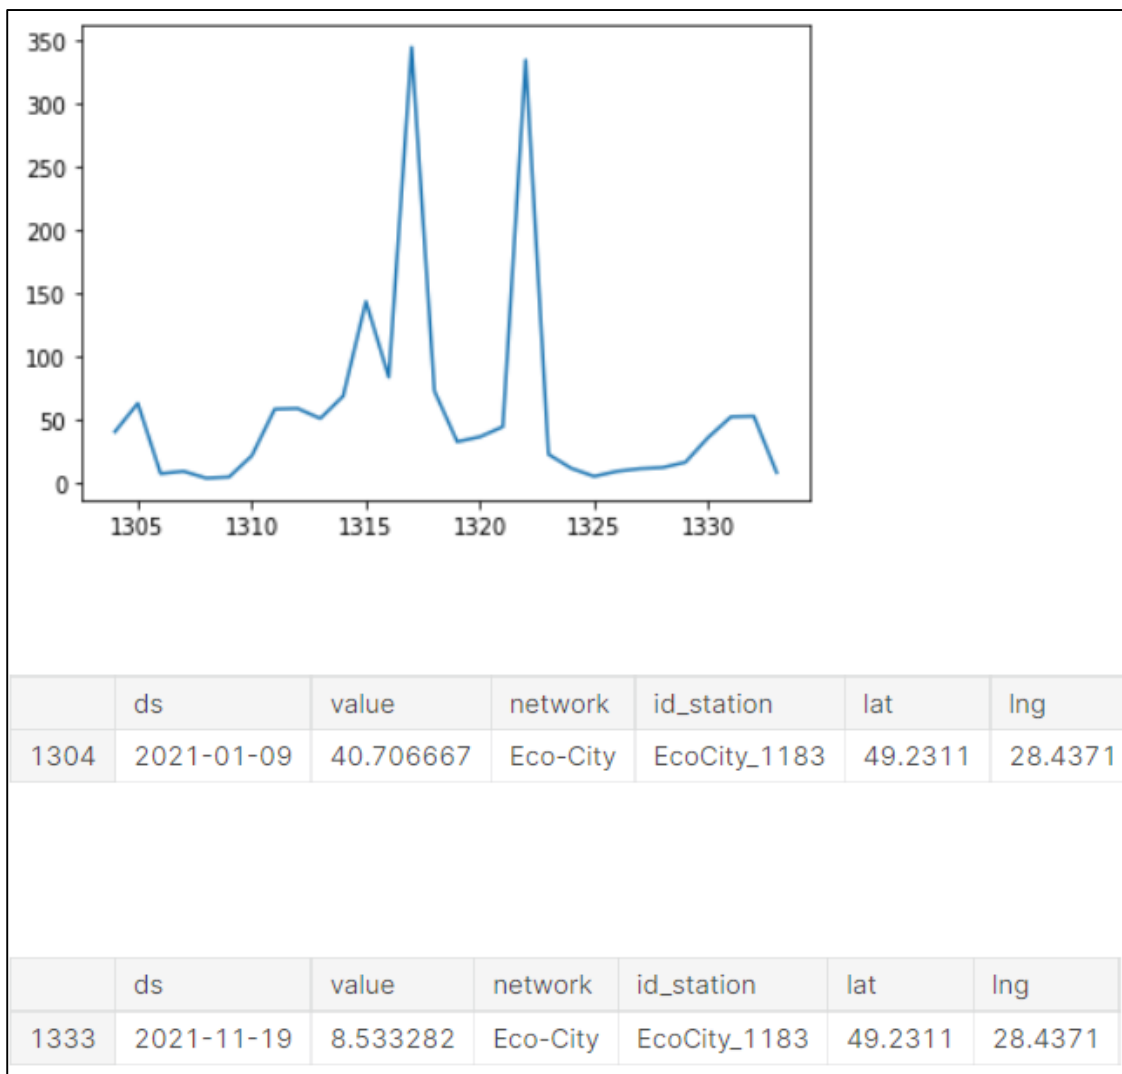 350
300
250
200
150
100
50
0
1305 1310 1315 1320 1325 1330
ds value network id_station lat lng
1304 2021-01-09 40.706667 Eco-City EcoCity_1183 49.2311 28.4371
ds value network id_station lat lng
1333 2021-11-19 8.533282 Eco-City EcoCity_1183 49.2311 28.4371